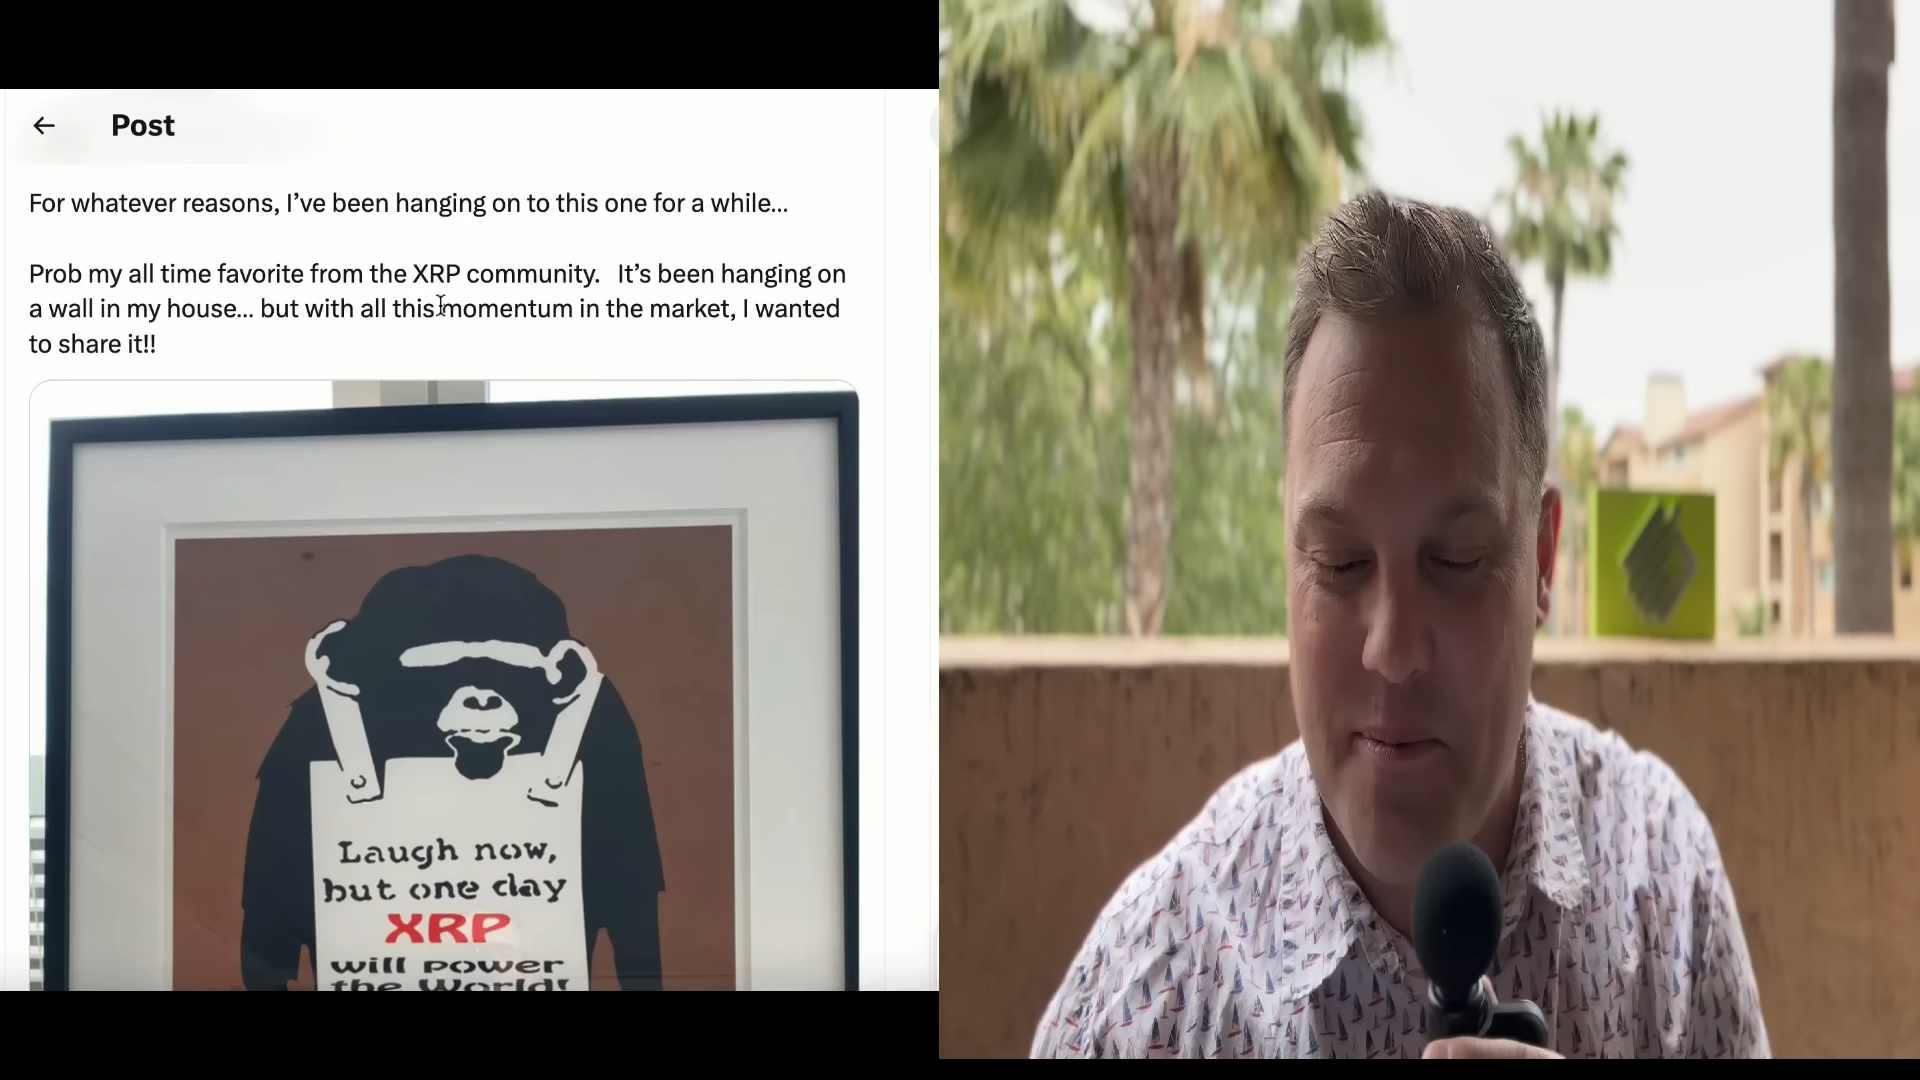 Post
For whatever reasons, I’ve been hanging on to this one for a while...
Prob my all time favorite from the XRP community.   It’s been hanging on
a wall in my house... but with all this momentum in the market, I wanted
to share it!!
Laugh now,
but one day
XRP
will power
the World!